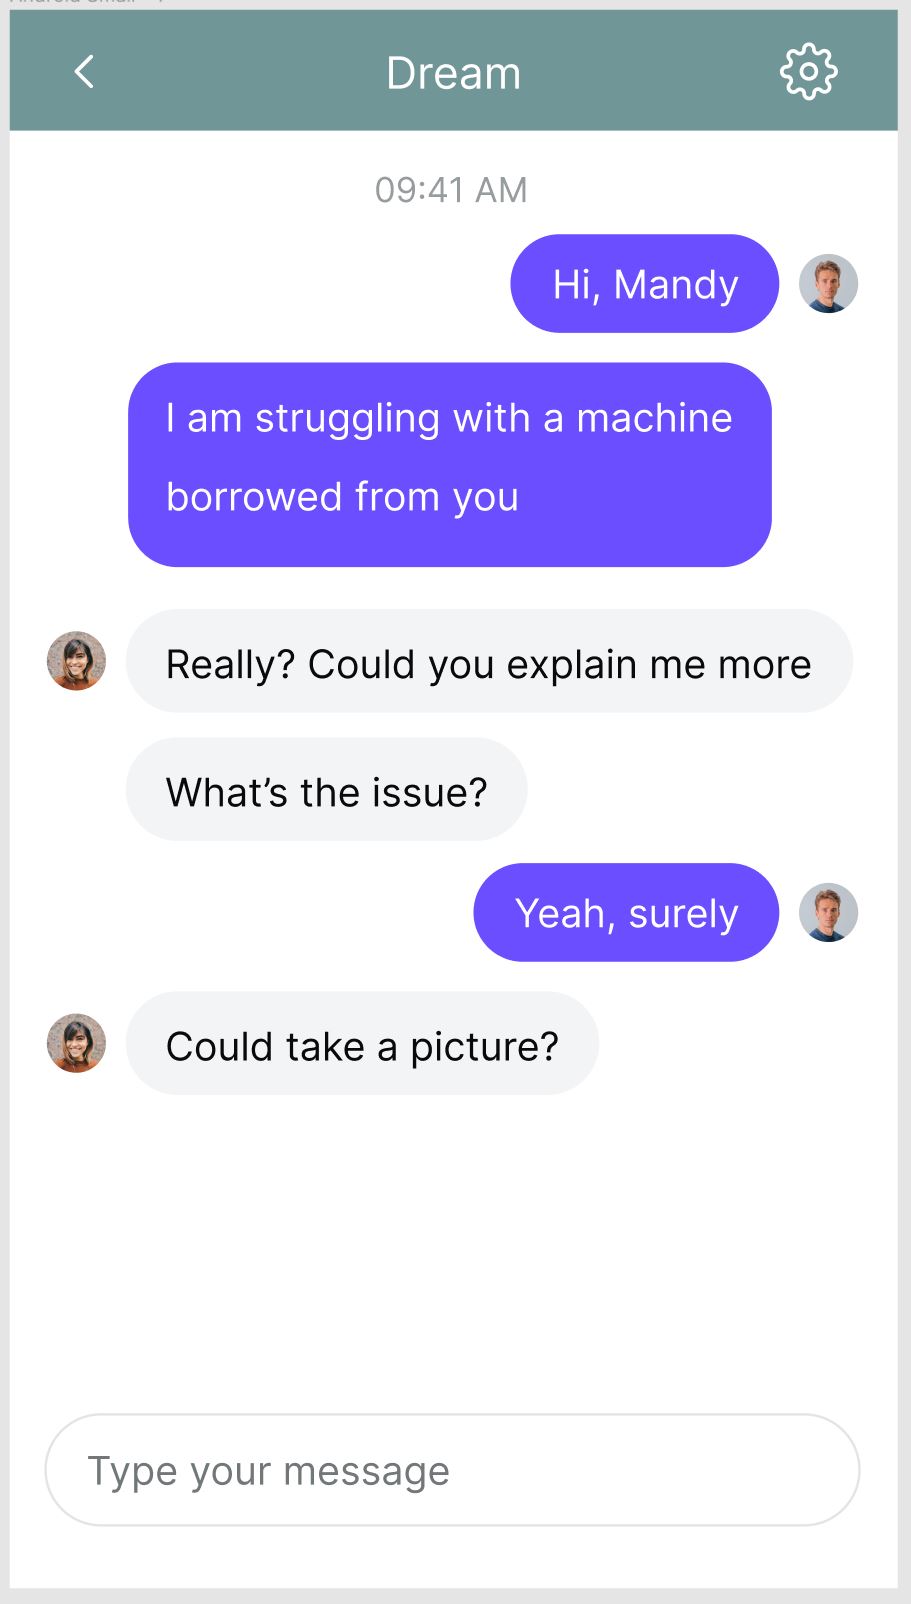 Dream
09:41 AM
Hi, Mandy
I am struggling with a machine
borrowed from you
Really? Could you explain me more
What’s the issue?
Yeah, surely
Could take a picture?
Type your message